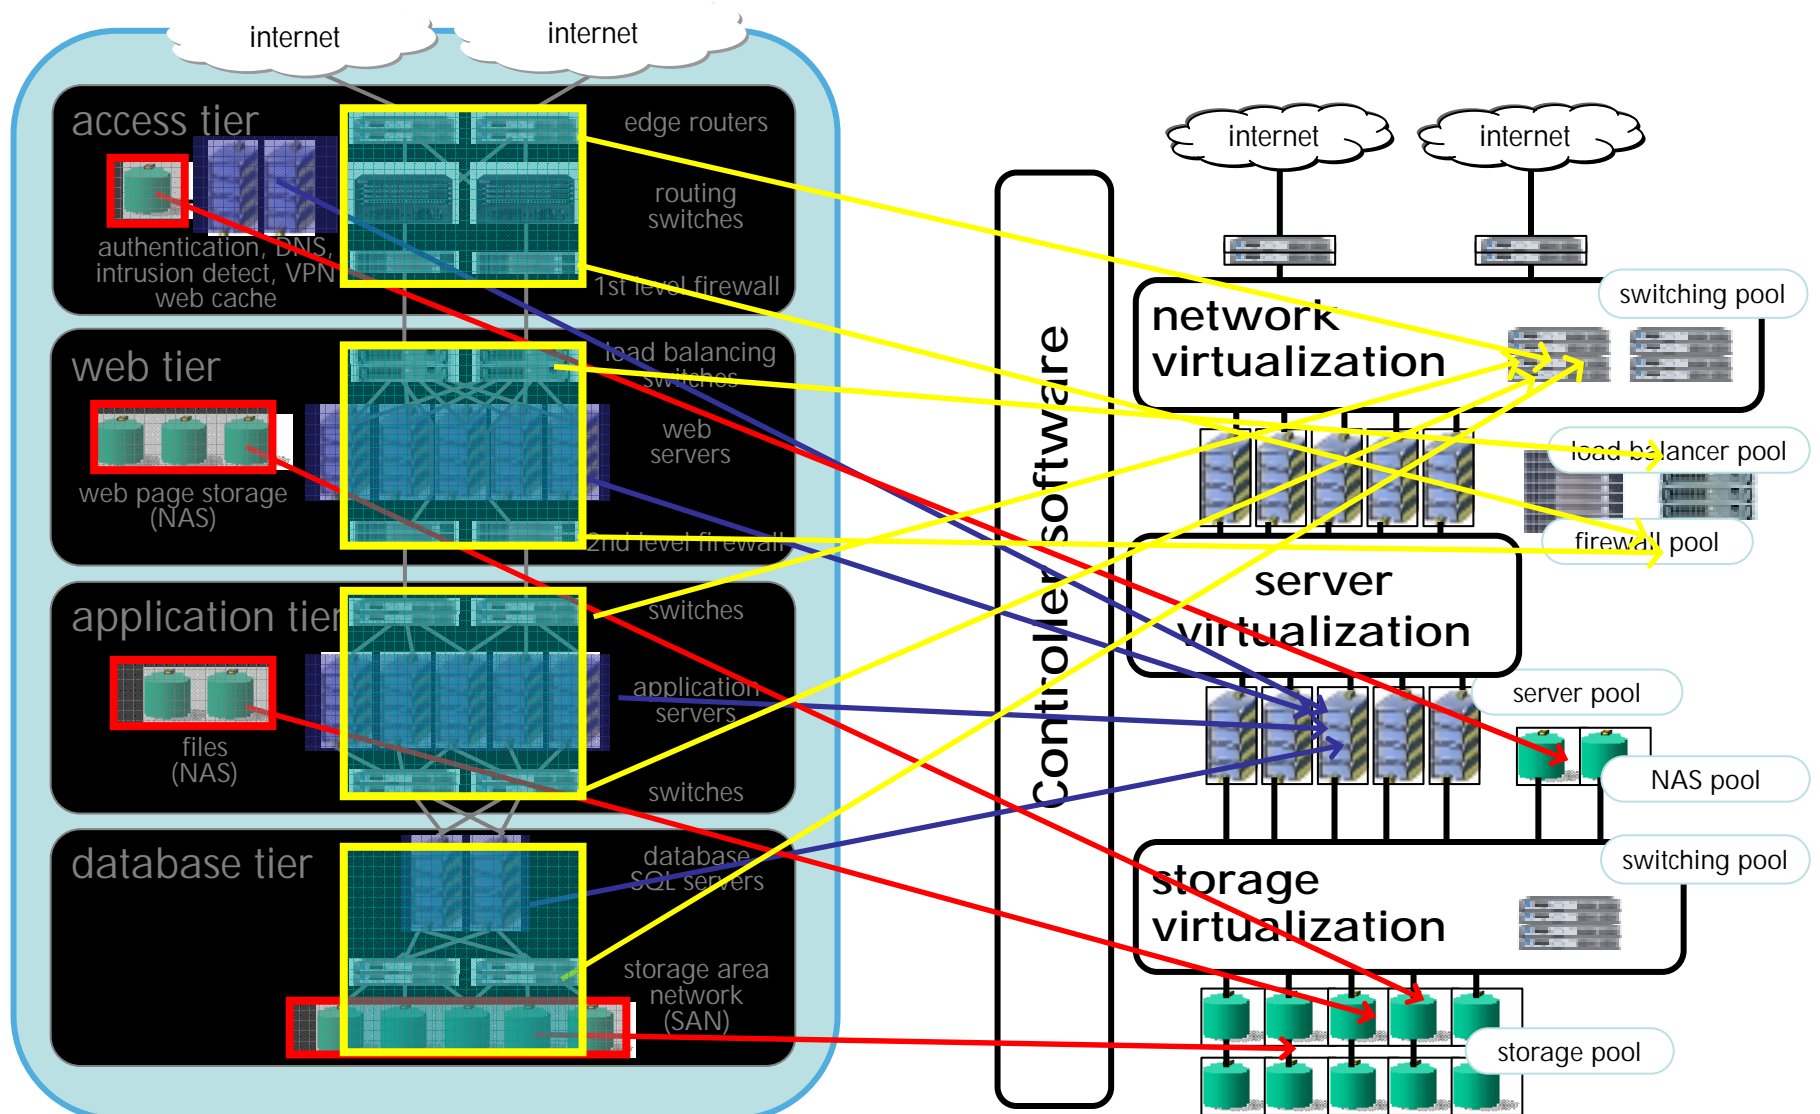 internet
internet
access tier
edge routers
routing
switches
authentication, DNS,
intrusion detect, VPN
web cache
1st level firewall
web tier
load balancing
switches
web
servers
web page storage
(NAS)
2nd level firewall
application tier
switches
application
servers
files
(NAS)
switches
database tier
database
SQL servers
storage area
network
(SAN)
Controller software
internet
internet
switching pool
network
virtualization
load balancer pool
firewall pool
server
virtualization
server pool
NAS pool
switching pool
storage
virtualization
storage pool